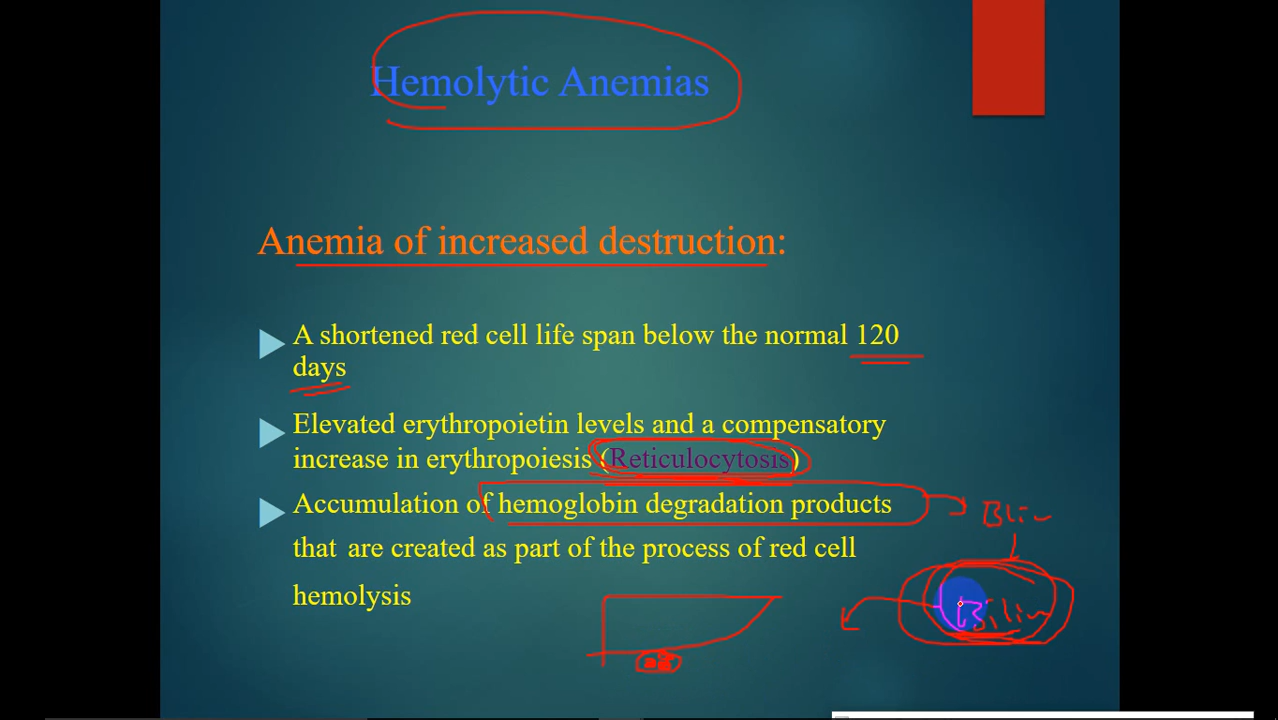 Hemolytic Anemias
Anemia of increased destruction:
A shortened red cell life span below the normal 120
days
Elevated erythropoietin levels and a compensatory
increase in erythropoiesis (Reticulocytosis)
Accumulation of hemoglobin degradation products
that are created as part of the process of red cell
hemolysis